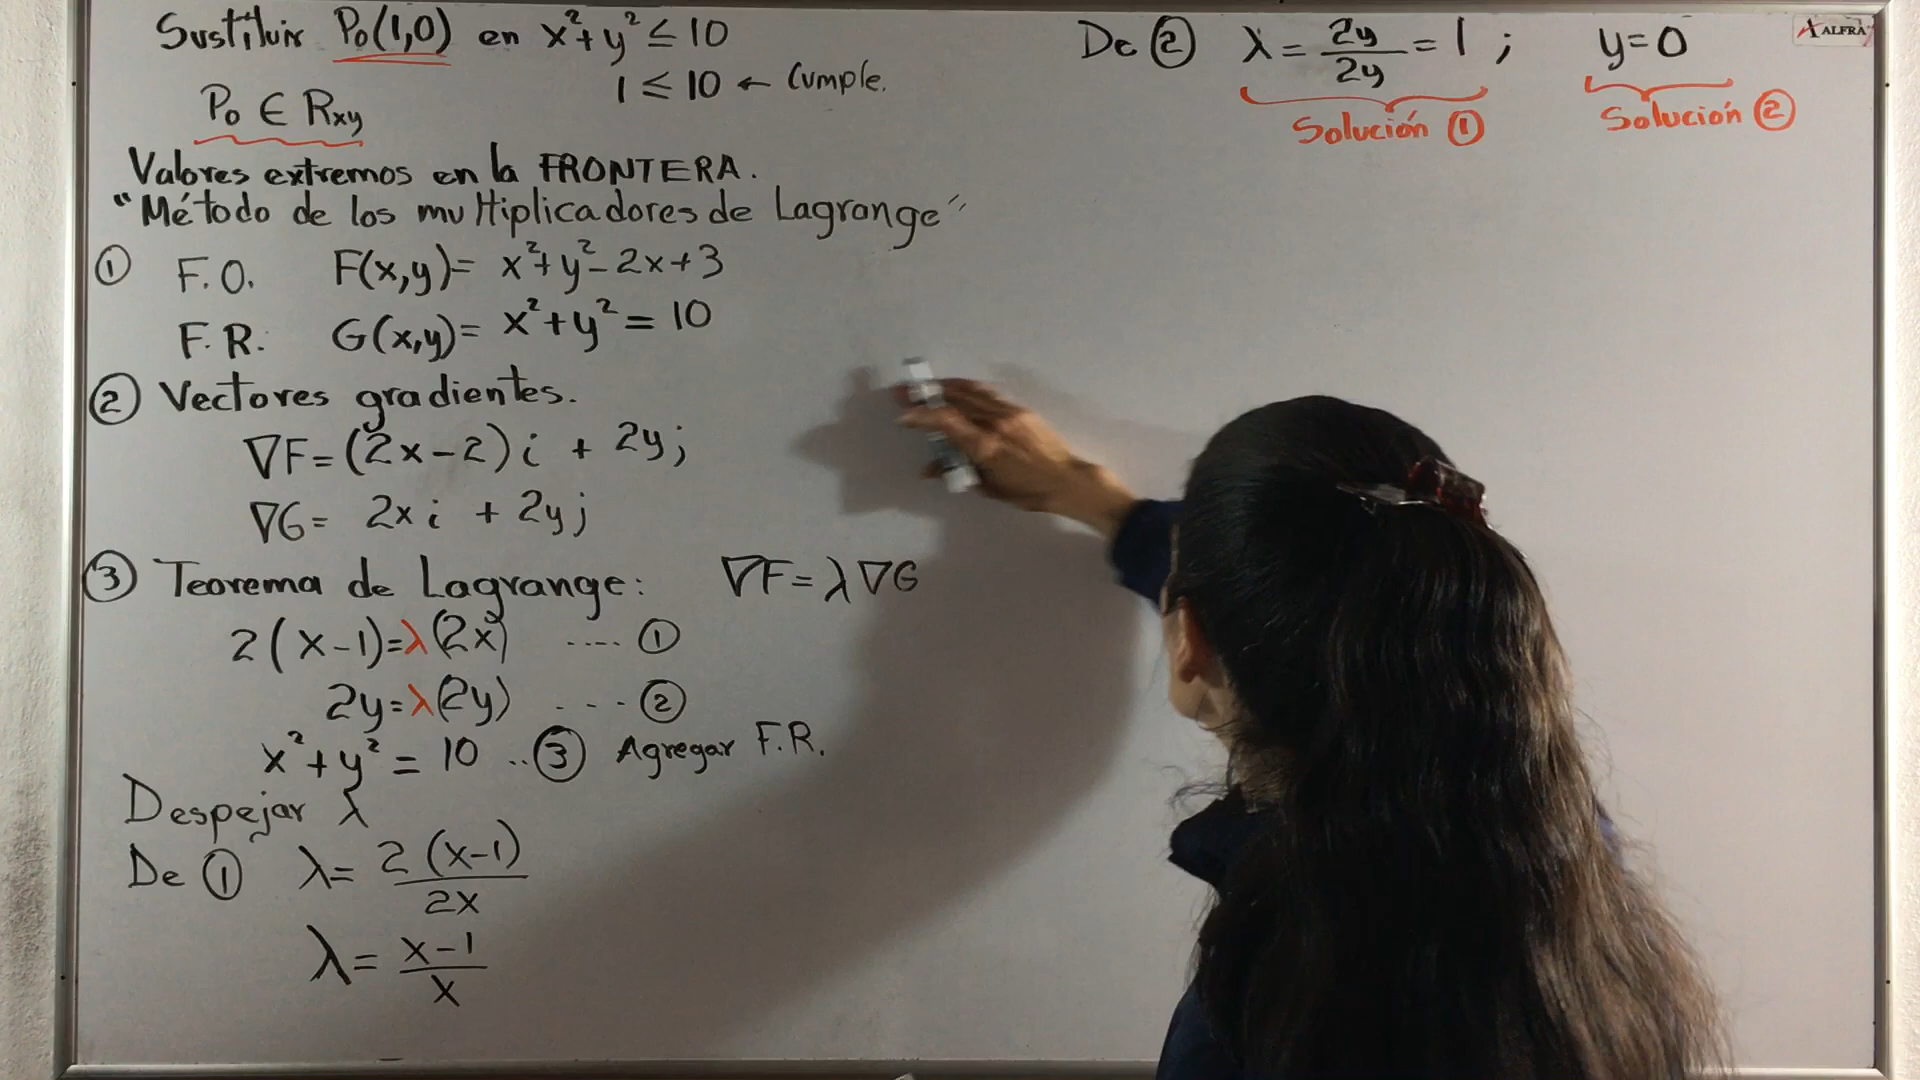 Sustituir P₀(1,0) en x²+y² ≤ 10
1 ≤ 10 ← Cumple.
P₀ ∈ Rxy
Valores extremos en la FRONTERA.
"Método de los multiplicadores de Lagrange"
① F.O. F(x,y)= x²+y²-2x+3
F.R: G(x,y)= x²+y² = 10
② Vectores gradientes.
∇F=(2x-2)i + 2yj
∇G= 2xi + 2yj
③ Teorema de Lagrange: ∇F=λ∇G
2(x-1)=λ(2x) ---- ①
2y=λ(2y) --- ②
x²+y² = 10 ..③ Agregar F.R.
Despejar λ
De ① λ= 2(x-1)/2x
λ= x-1/x
De ② λ= 2y/2y = 1 ; y=0
Solución ① Solución ②
ALFRA